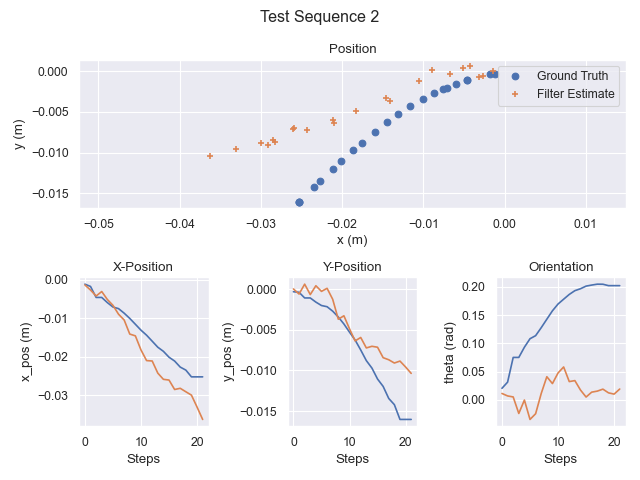 Test Sequence 2
Position
0.000
−0.005
−0.010
−0.015
y (m)
Ground Truth
Filter Estimate
−0.05
−0.04
−0.03
−0.02
−0.01
0.00
0.01
x (m)
X-Position
0.00
−0.01
−0.02
−0.03
x_pos (m)
0
10
20
Steps
Y-Position
0.000
−0.005
−0.010
−0.015
y_pos (m)
0
10
20
Steps
Orientation
0.20
0.15
0.10
0.05
0.00
theta (rad)
0
10
20
Steps